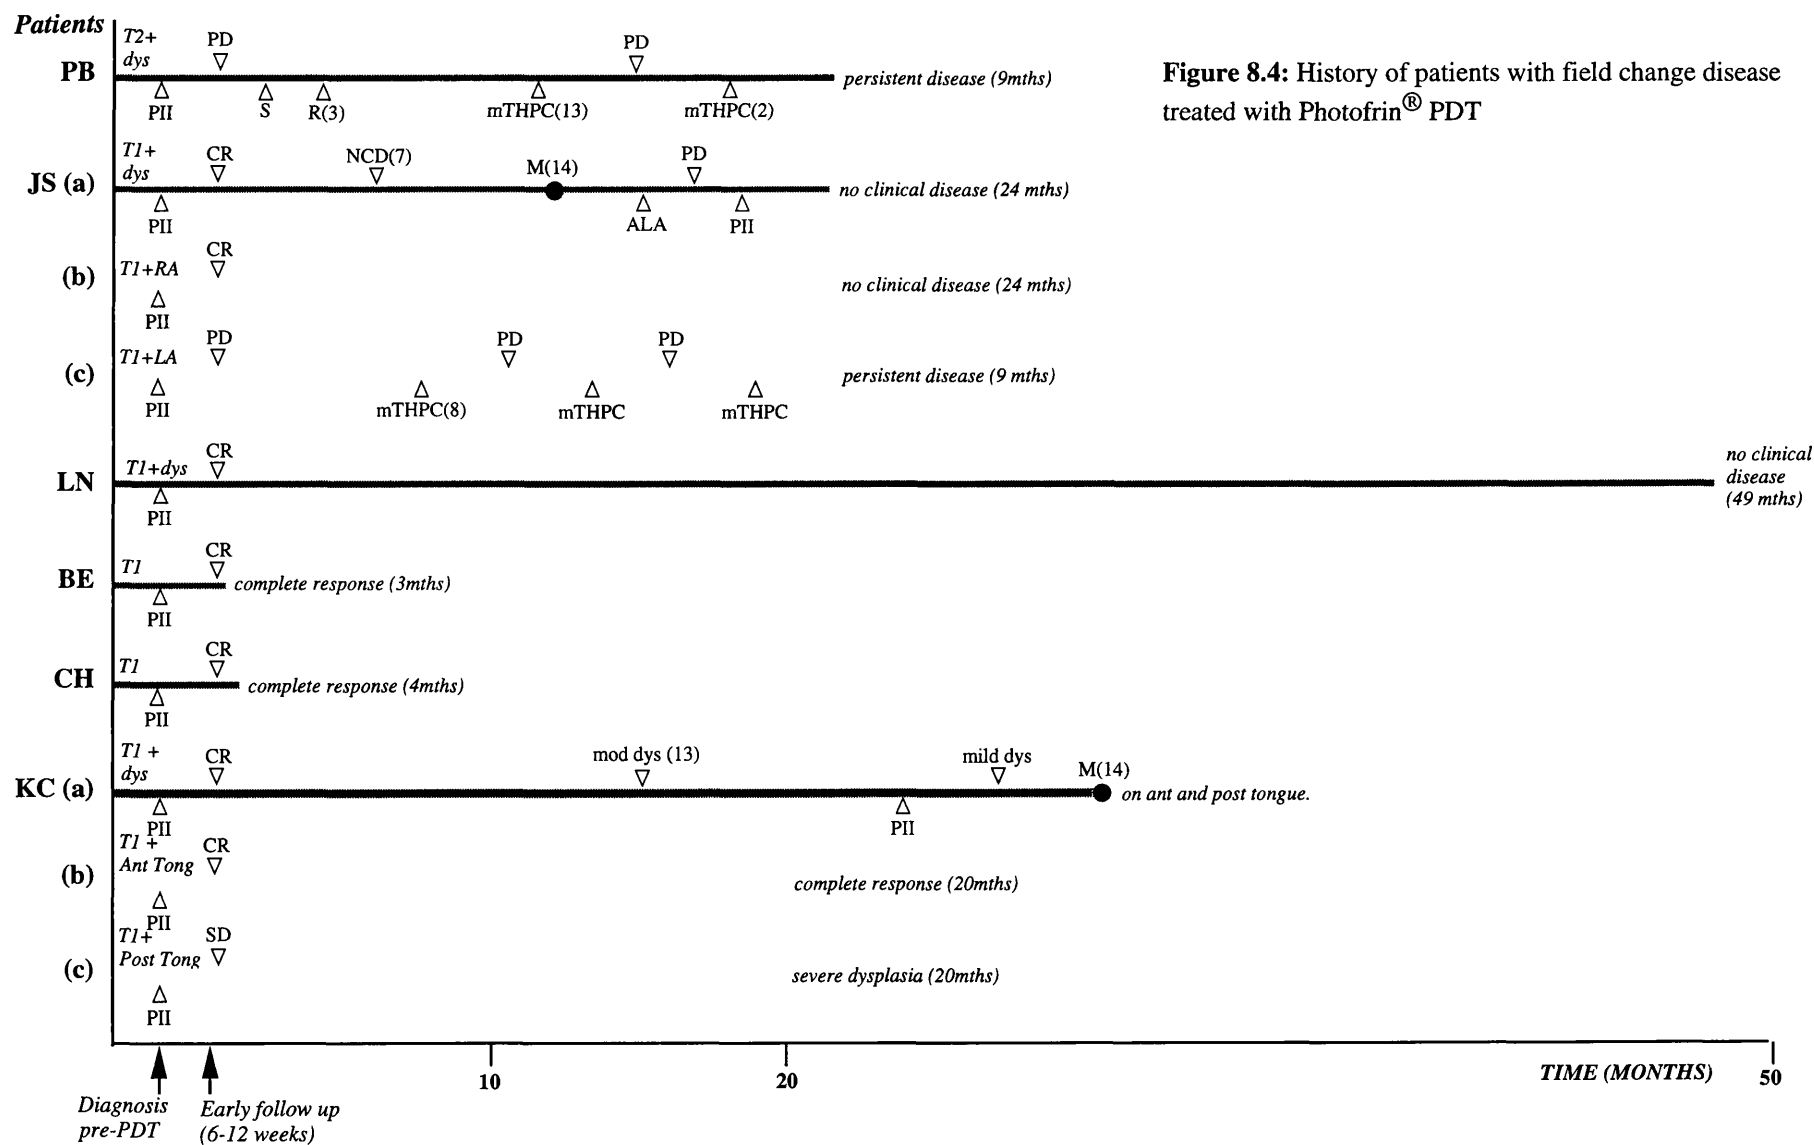 Patients
T2+
dys
PD
PD
PB
persistent disease (9mths)
PII
S
R(3)
mTHPC(13)
mTHPC(2)
Figure 8.4: History of patients with field change disease
treated with Photofrin® PDT
T1+
dys
CR
NCD(7)
M(14)
PD
JS (a)
no clinical disease (24 mths)
PII
ALA
PII
(b)
T1+RA
CR
no clinical disease (24 mths)
PII
(c)
T1+LA
PD
PD
PD
persistent disease (9 mths)
PII
mTHPC(8)
mTHPC
mTHPC
LN
T1+dys
CR
no clinical
disease
(49 mths)
PII
BE
T1
CR
complete response (3mths)
PII
CH
T1
CR
complete response (4mths)
PII
T1 +
dys
CR
mod dys (13)
mild dys
M(14)
KC (a)
on ant and post tongue.
PII
PII
(b)
T1 +
Ant Tong
CR
complete response (20mths)
PII
(c)
T1+
Post Tong
SD
severe dysplasia (20mths)
PII
10
20
TIME (MONTHS)
50
Diagnosis
pre-PDT
Early follow up
(6-12 weeks)